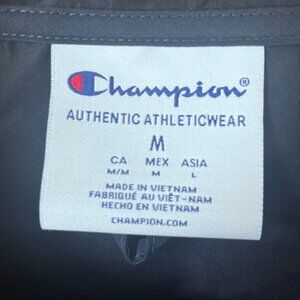 Champion®
AUTHENTIC ATHLETICWEAR
M
CA MEX ASIA
M/M M L
MADE IN VIETNAM
FABRIQUÉ AU VIÊT-NAM
HECHO EN VIETNAM
CHAMPION.COM